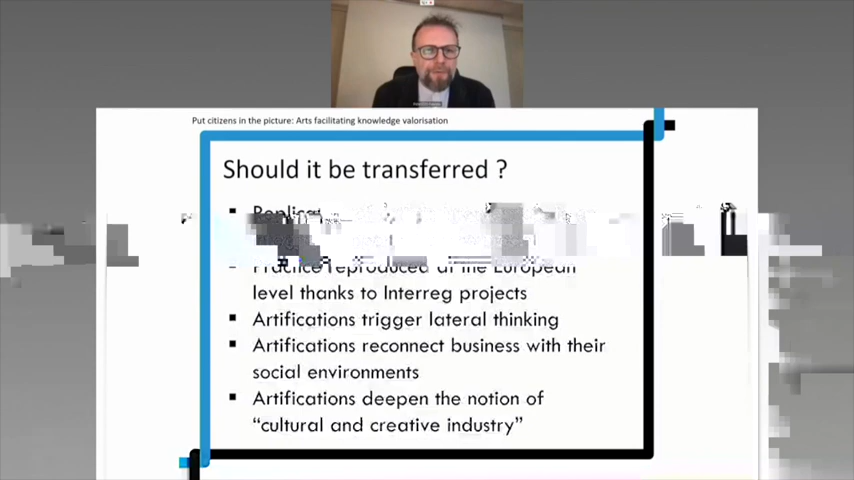 Put citizens in the picture: Arts facilitating knowledge valorisation
Should it be transferred ?
Practice reproduced at the European
level thanks to Interreg projects
▪ Artifications trigger lateral thinking
▪ Artifications reconnect business with their
social environments
▪ Artifications deepen the notion of
“cultural and creative industry”